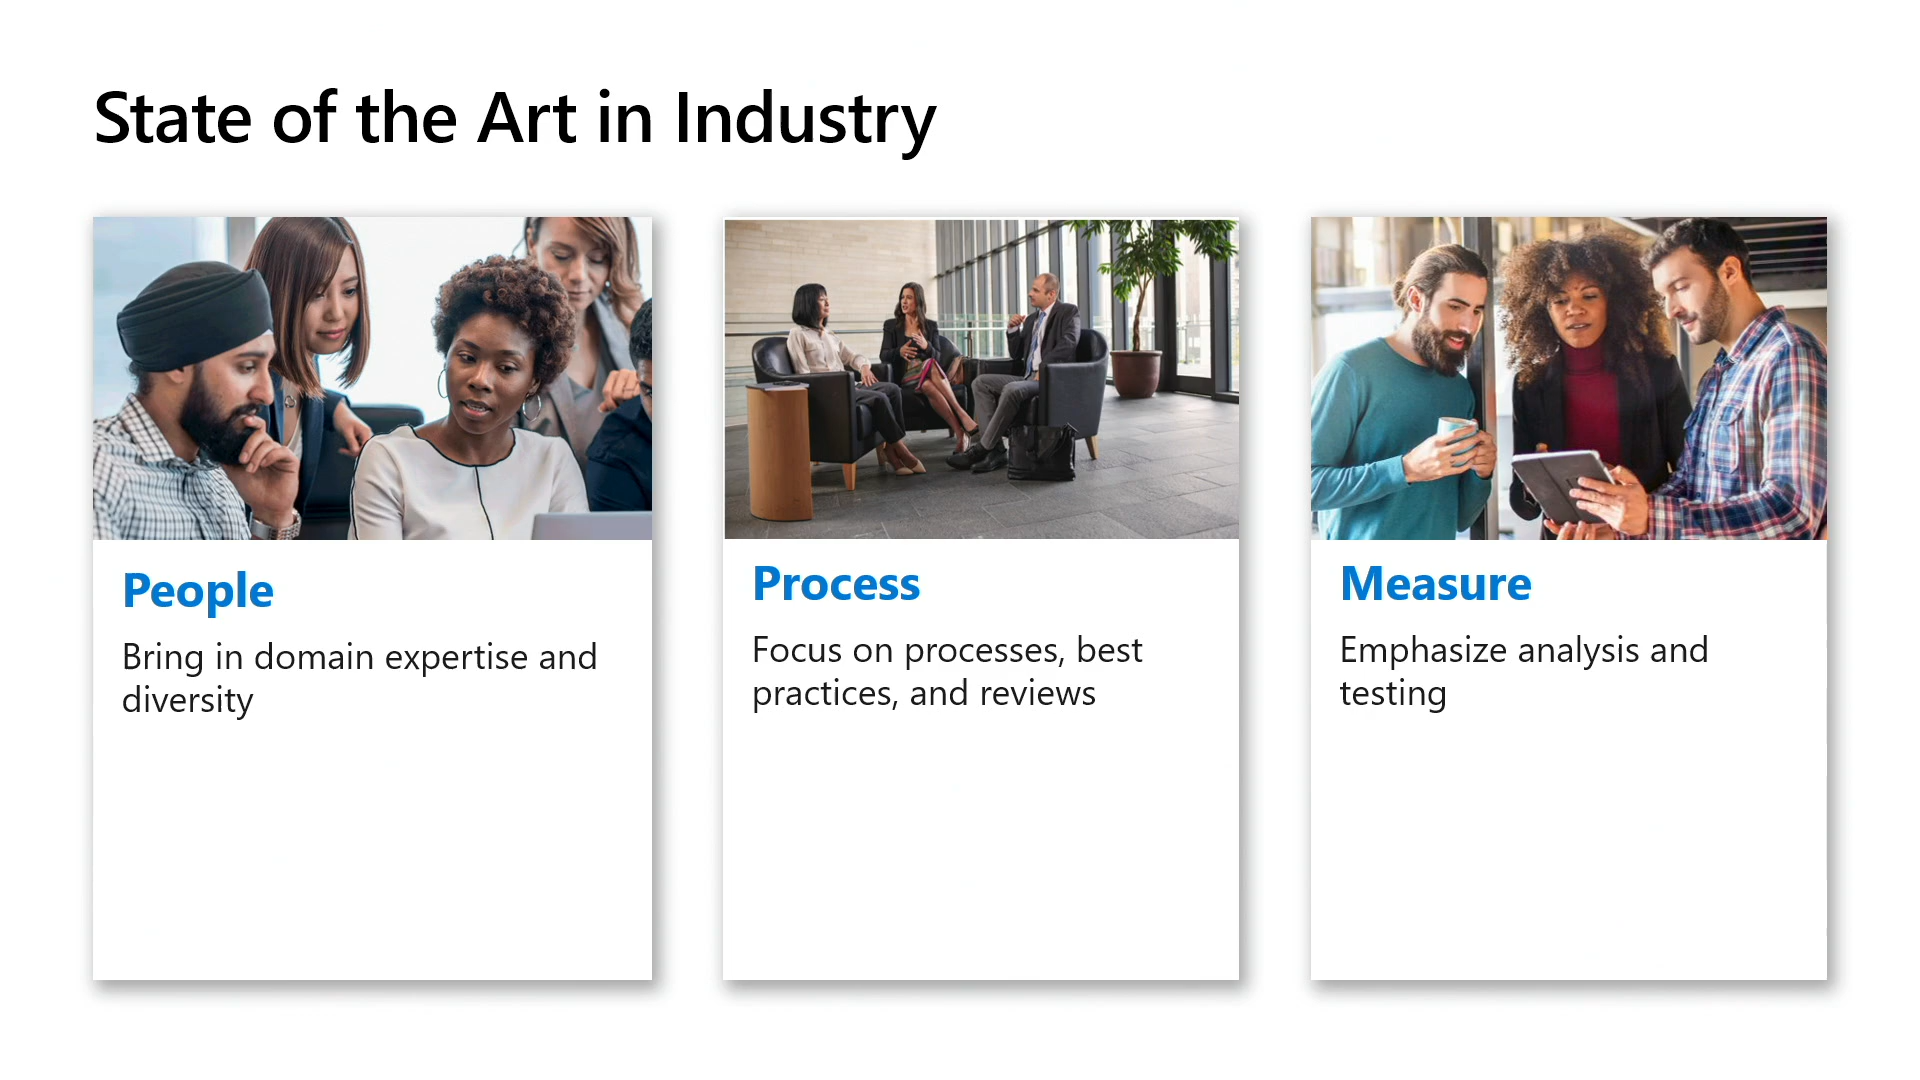 State of the Art in Industry
People
Bring in domain expertise and
diversity
Process
Focus on processes, best
practices, and reviews
Measure
Emphasize analysis and
testing